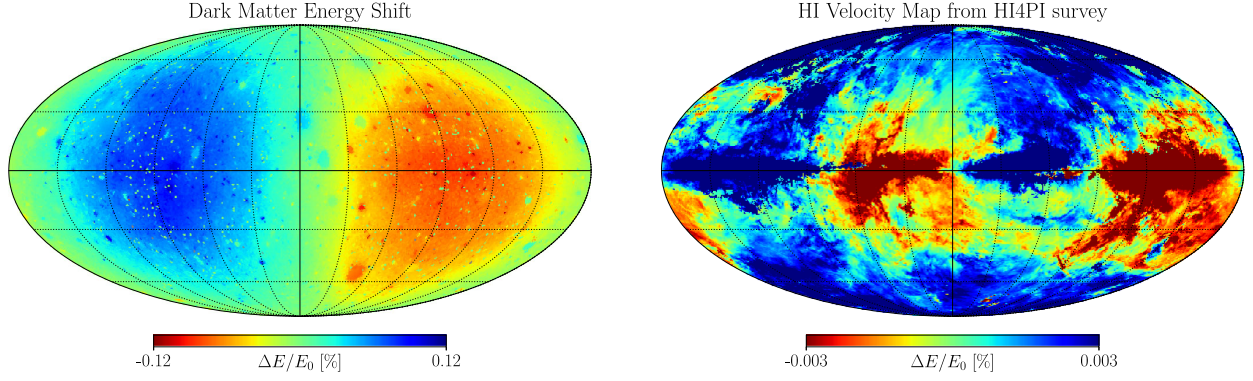 Dark Matter Energy Shift
-0.12 ΔE/E₀ [%] 0.12
HI Velocity Map from HI4PI survey
-0.003 ΔE/E₀ [%] 0.003